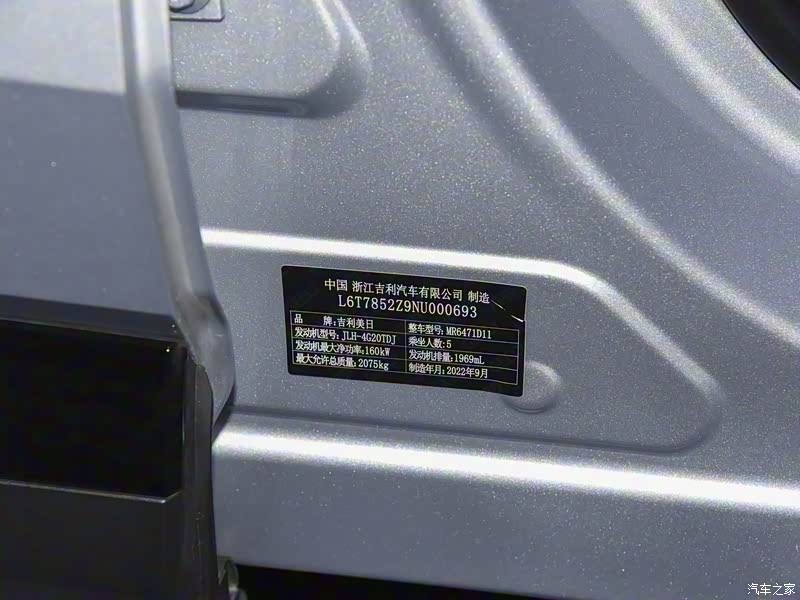 中国 浙江吉利汽车有限公司 制造
L6T7852Z9NU000693
品 牌:吉利美日 整车型号:MR6471D11
发动机型号:JLH-4G20TDJ 乘坐人数:5
发动机最大净功率:160kW 发动机排量:1969mL
最大允许总质量:2075kg 制造年月:2022年9月
汽车之家